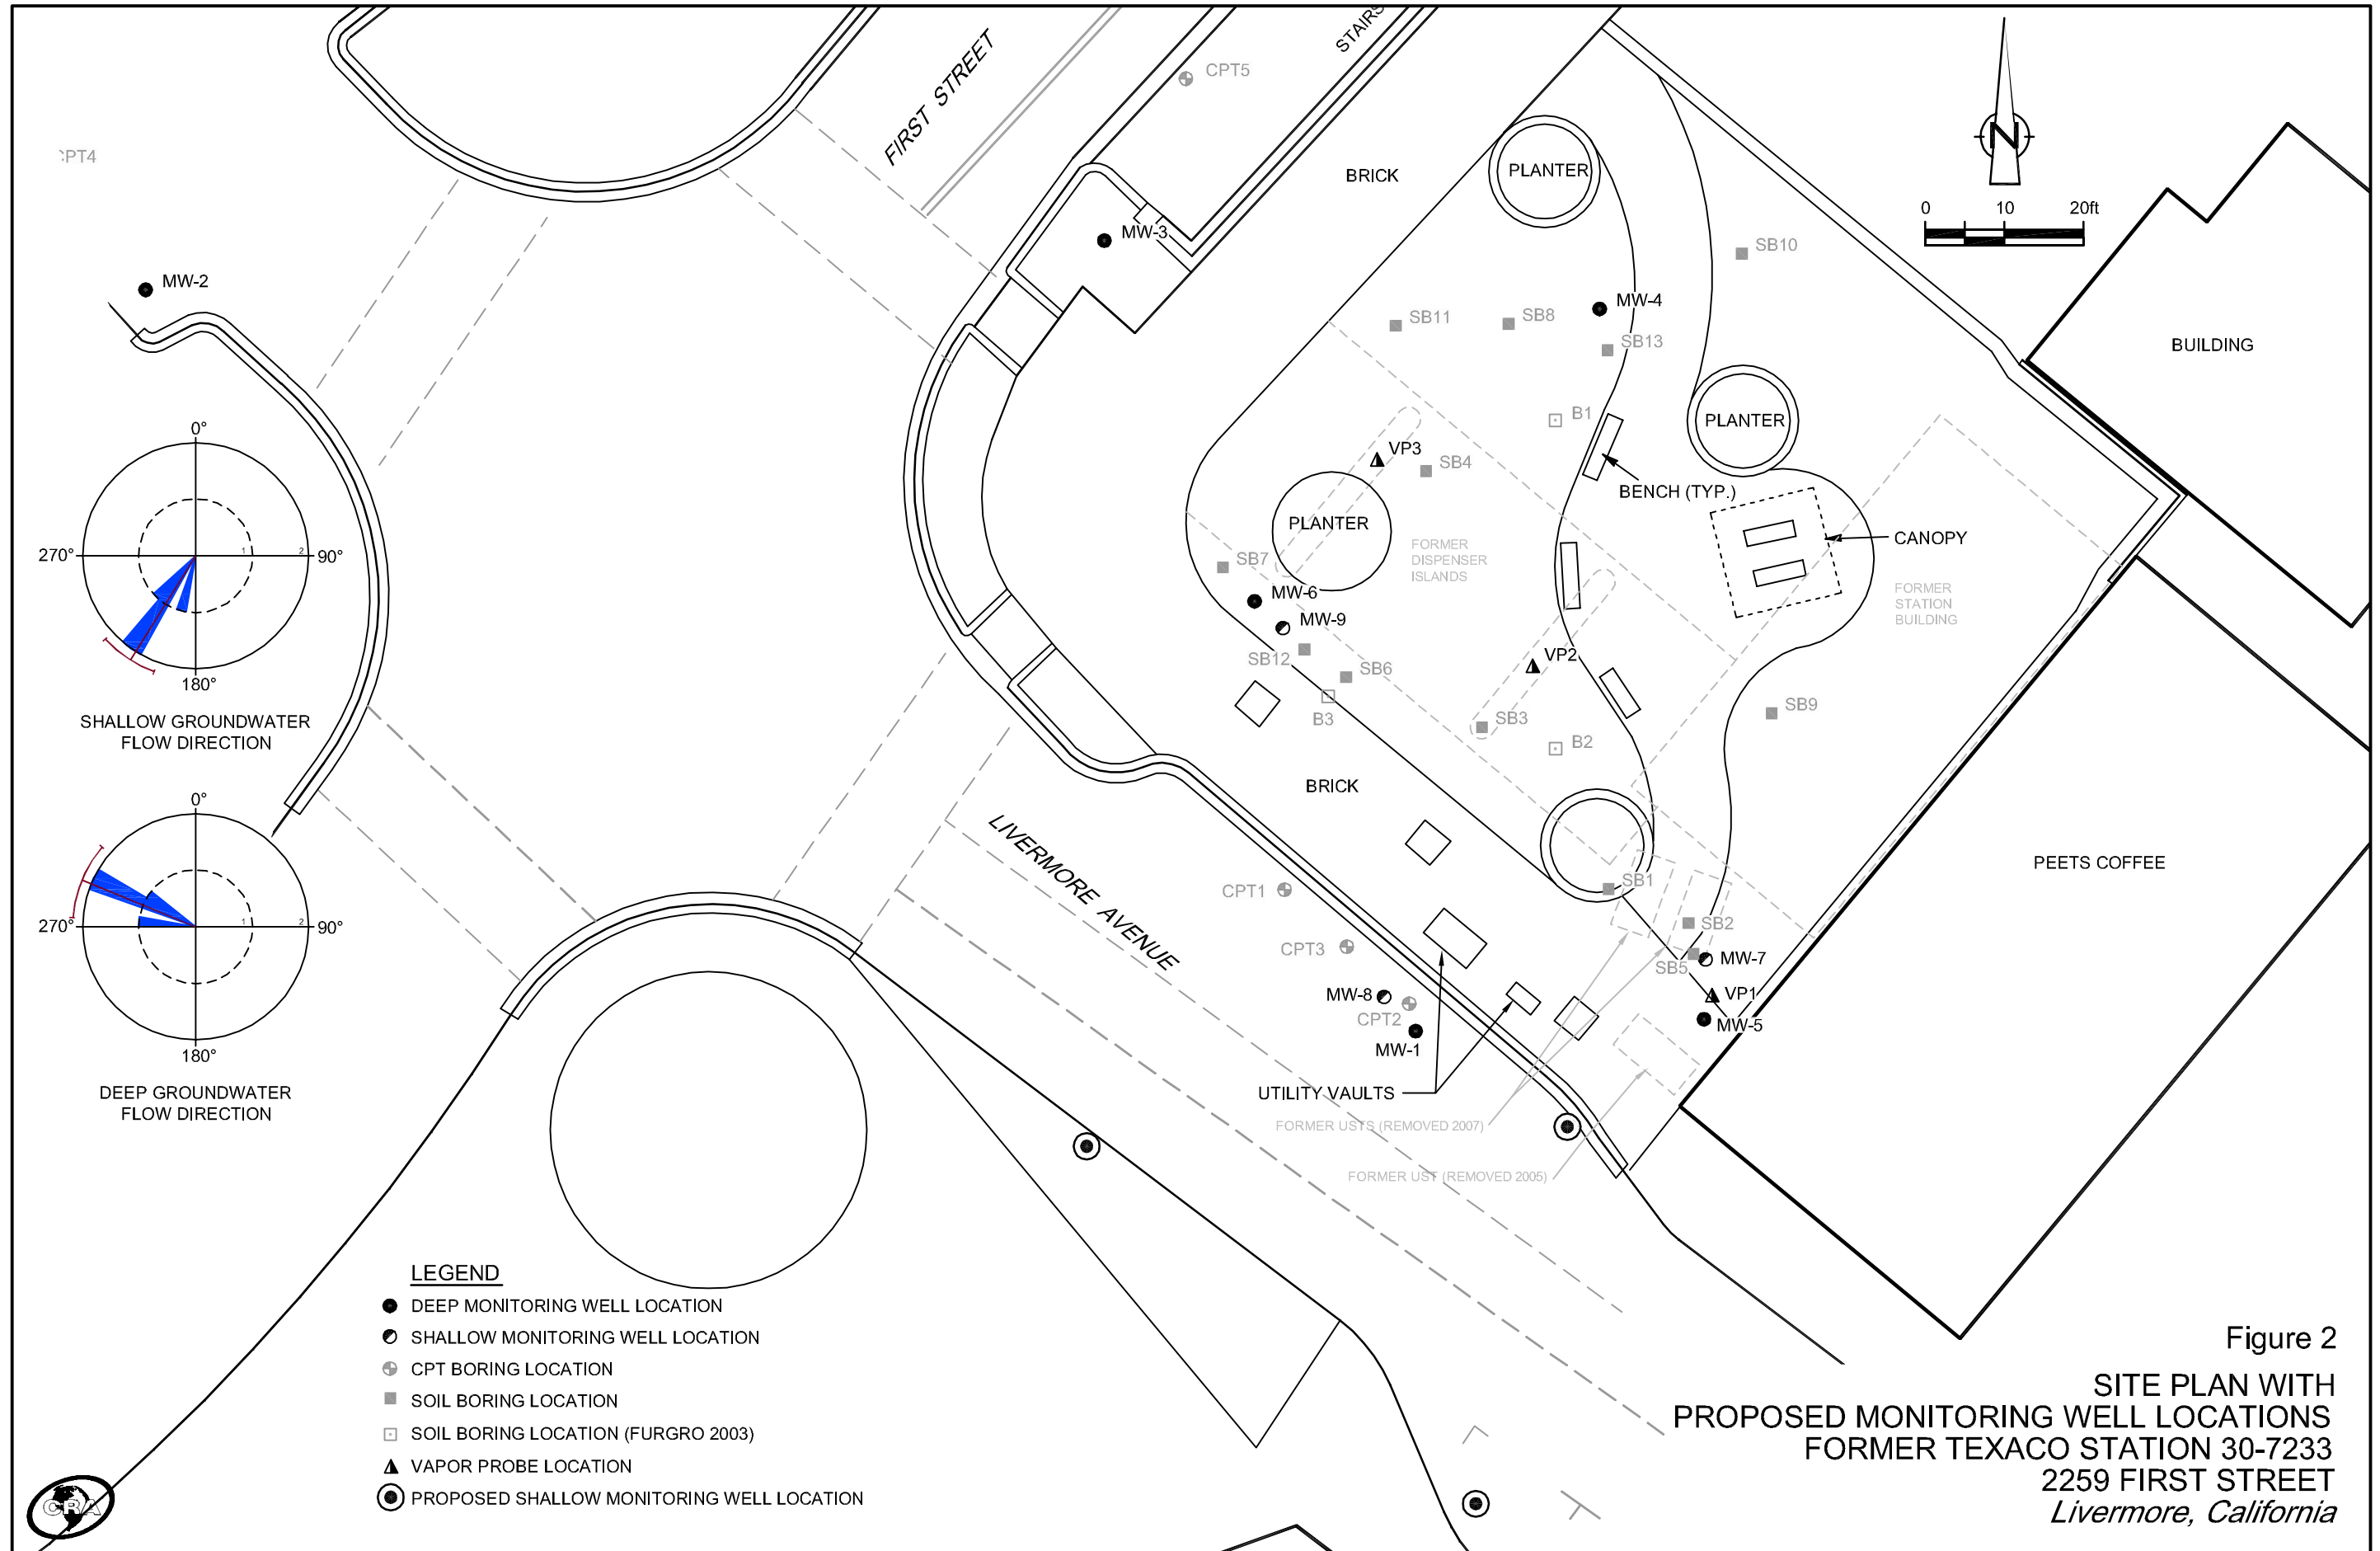 STAIRS
FIRST STREET
CPT5
CPT4
BRICK
PLANTER
N
0 10 20ft
MW-3
MW-2
SB10
BUILDING
MW-4
SB11
SB8
SB13
B1
PLANTER
VP3
SB4
BENCH (TYP.)
PLANTER
CANOPY
FORMER
DISPENSER
ISLANDS
SB7
MW-6
MW-9
FORMER
STATION
BUILDING
SB12
SB6
B3
VP2
SB3
B2
SB9
0°
270°
1
2
90°
180°
SHALLOW GROUNDWATER
FLOW DIRECTION
BRICK
LIVERMORE AVENUE
PEETS COFFEE
0°
270°
1
2
90°
180°
DEEP GROUNDWATER
FLOW DIRECTION
CPT1
CPT3
SB1
SB2
SB5
MW-7
VP1
MW-5
MW-8
CPT2
MW-1
UTILITY VAULTS
FORMER USTS (REMOVED 2007)
FORMER UST (REMOVED 2005)
LEGEND
DEEP MONITORING WELL LOCATION
SHALLOW MONITORING WELL LOCATION
CPT BORING LOCATION
SOIL BORING LOCATION
SOIL BORING LOCATION (FURGRO 2003)
VAPOR PROBE LOCATION
PROPOSED SHALLOW MONITORING WELL LOCATION
CRA
Figure 2
SITE PLAN WITH
PROPOSED MONITORING WELL LOCATIONS
FORMER TEXACO STATION 30-7233
2259 FIRST STREET
Livermore, California